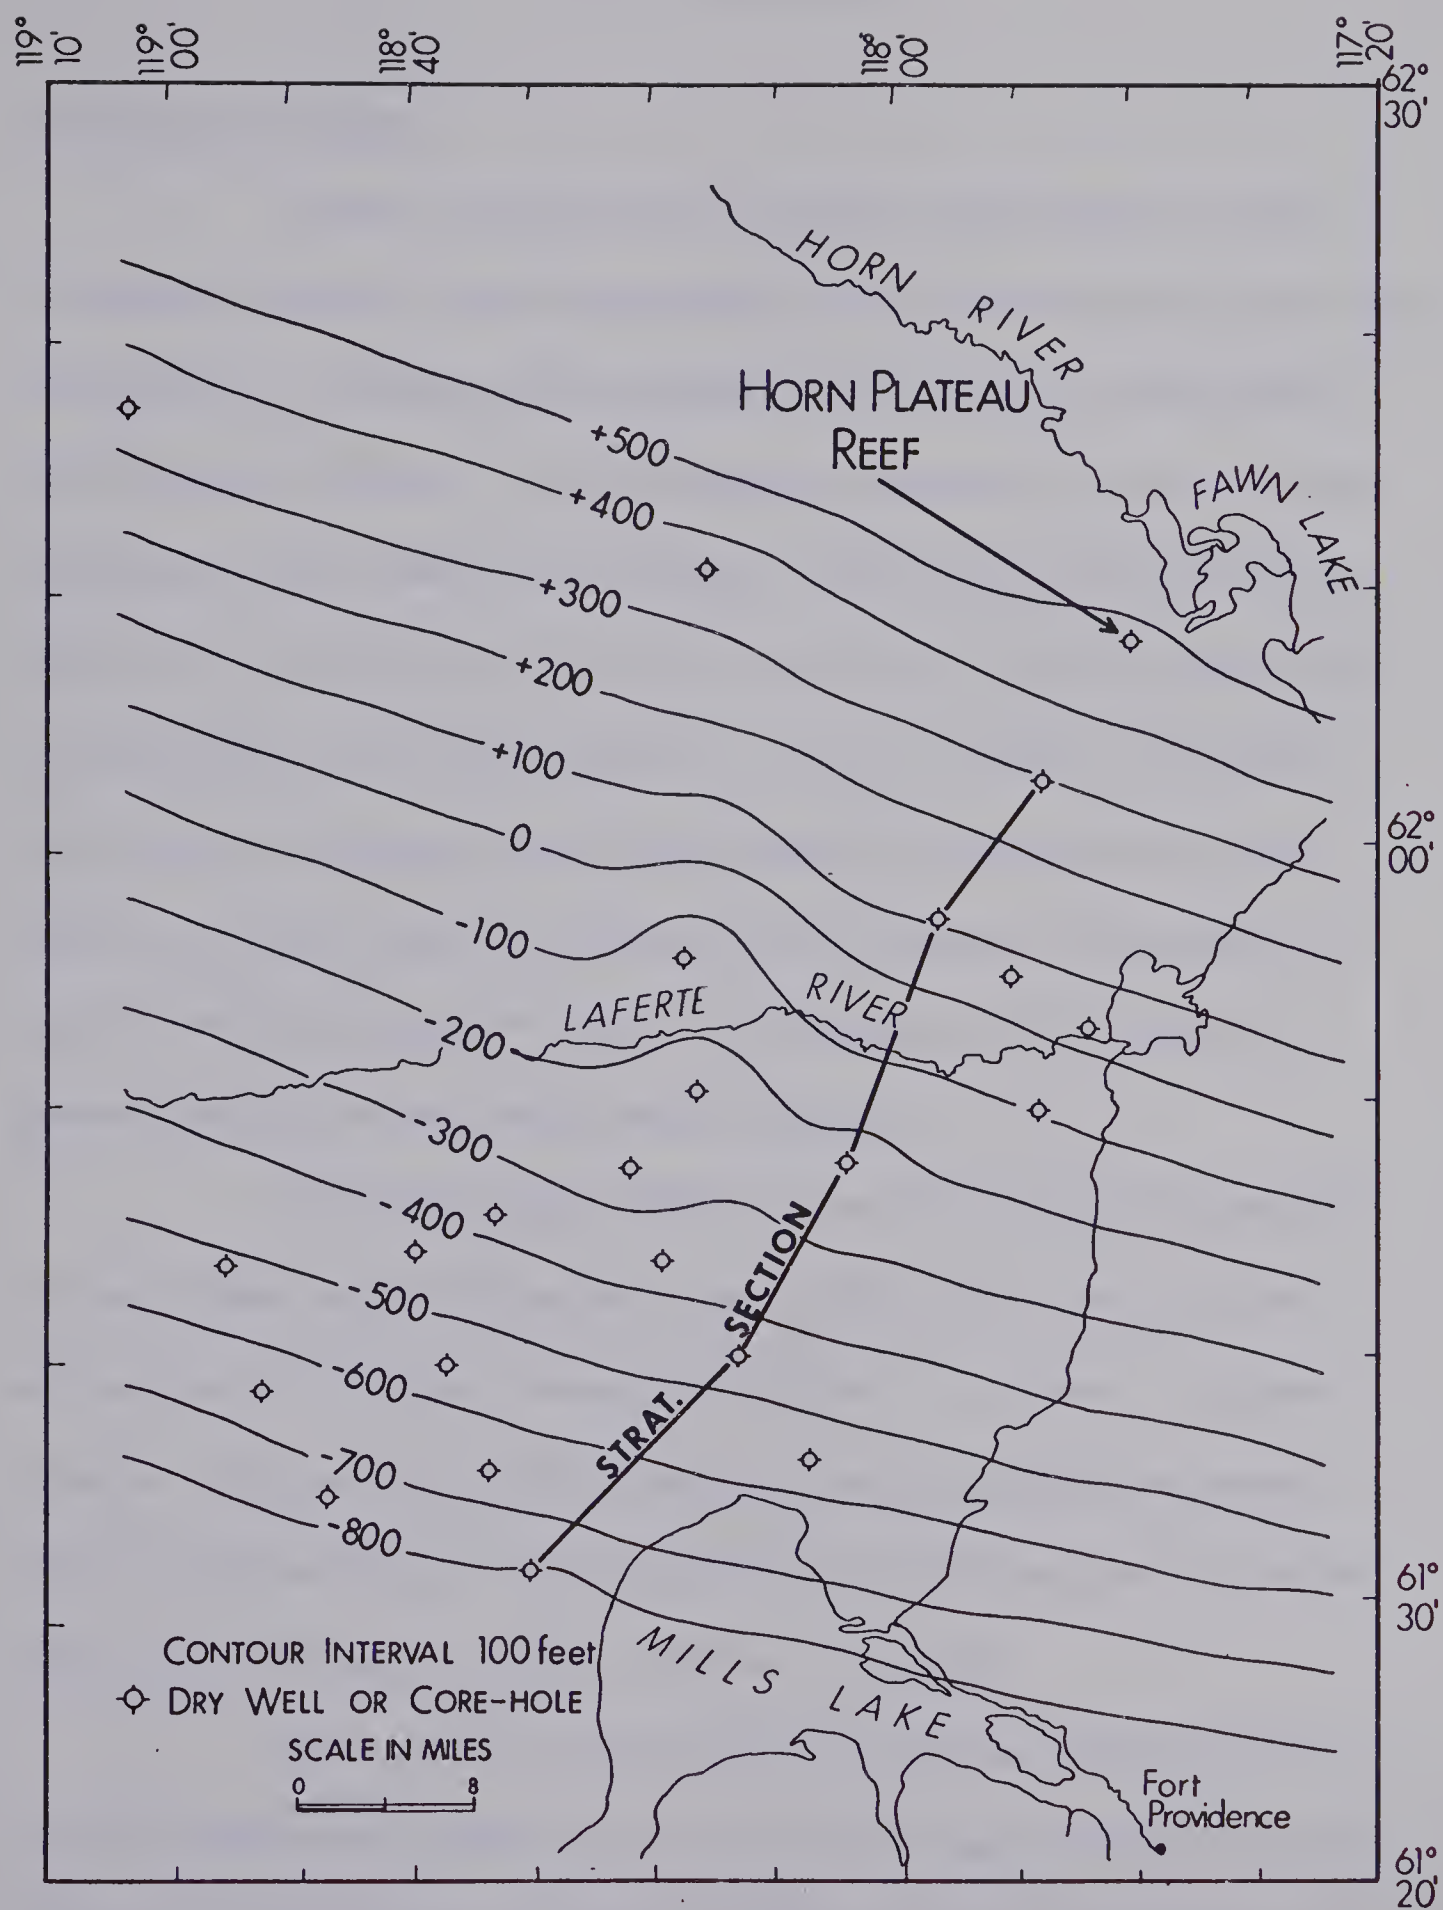 119° 10'
119° 00'
118° 40'
118° 00'
117° 20'
62° 30'
HORN RIVER
HORN PLATEAU
REEF
FAWN LAKE
+500
+400
+300
+200
+100
0
62° 00'
-100
LAFERTE RIVER
-200
-300
-400
SECTION
-500
-600
STRAT.
-700
-800
61° 30'
CONTOUR INTERVAL 100 feet
DRY WELL OR CORE-HOLE
SCALE IN MILES
0 8
MILLS LAKE
Fort
Providence
61° 20'